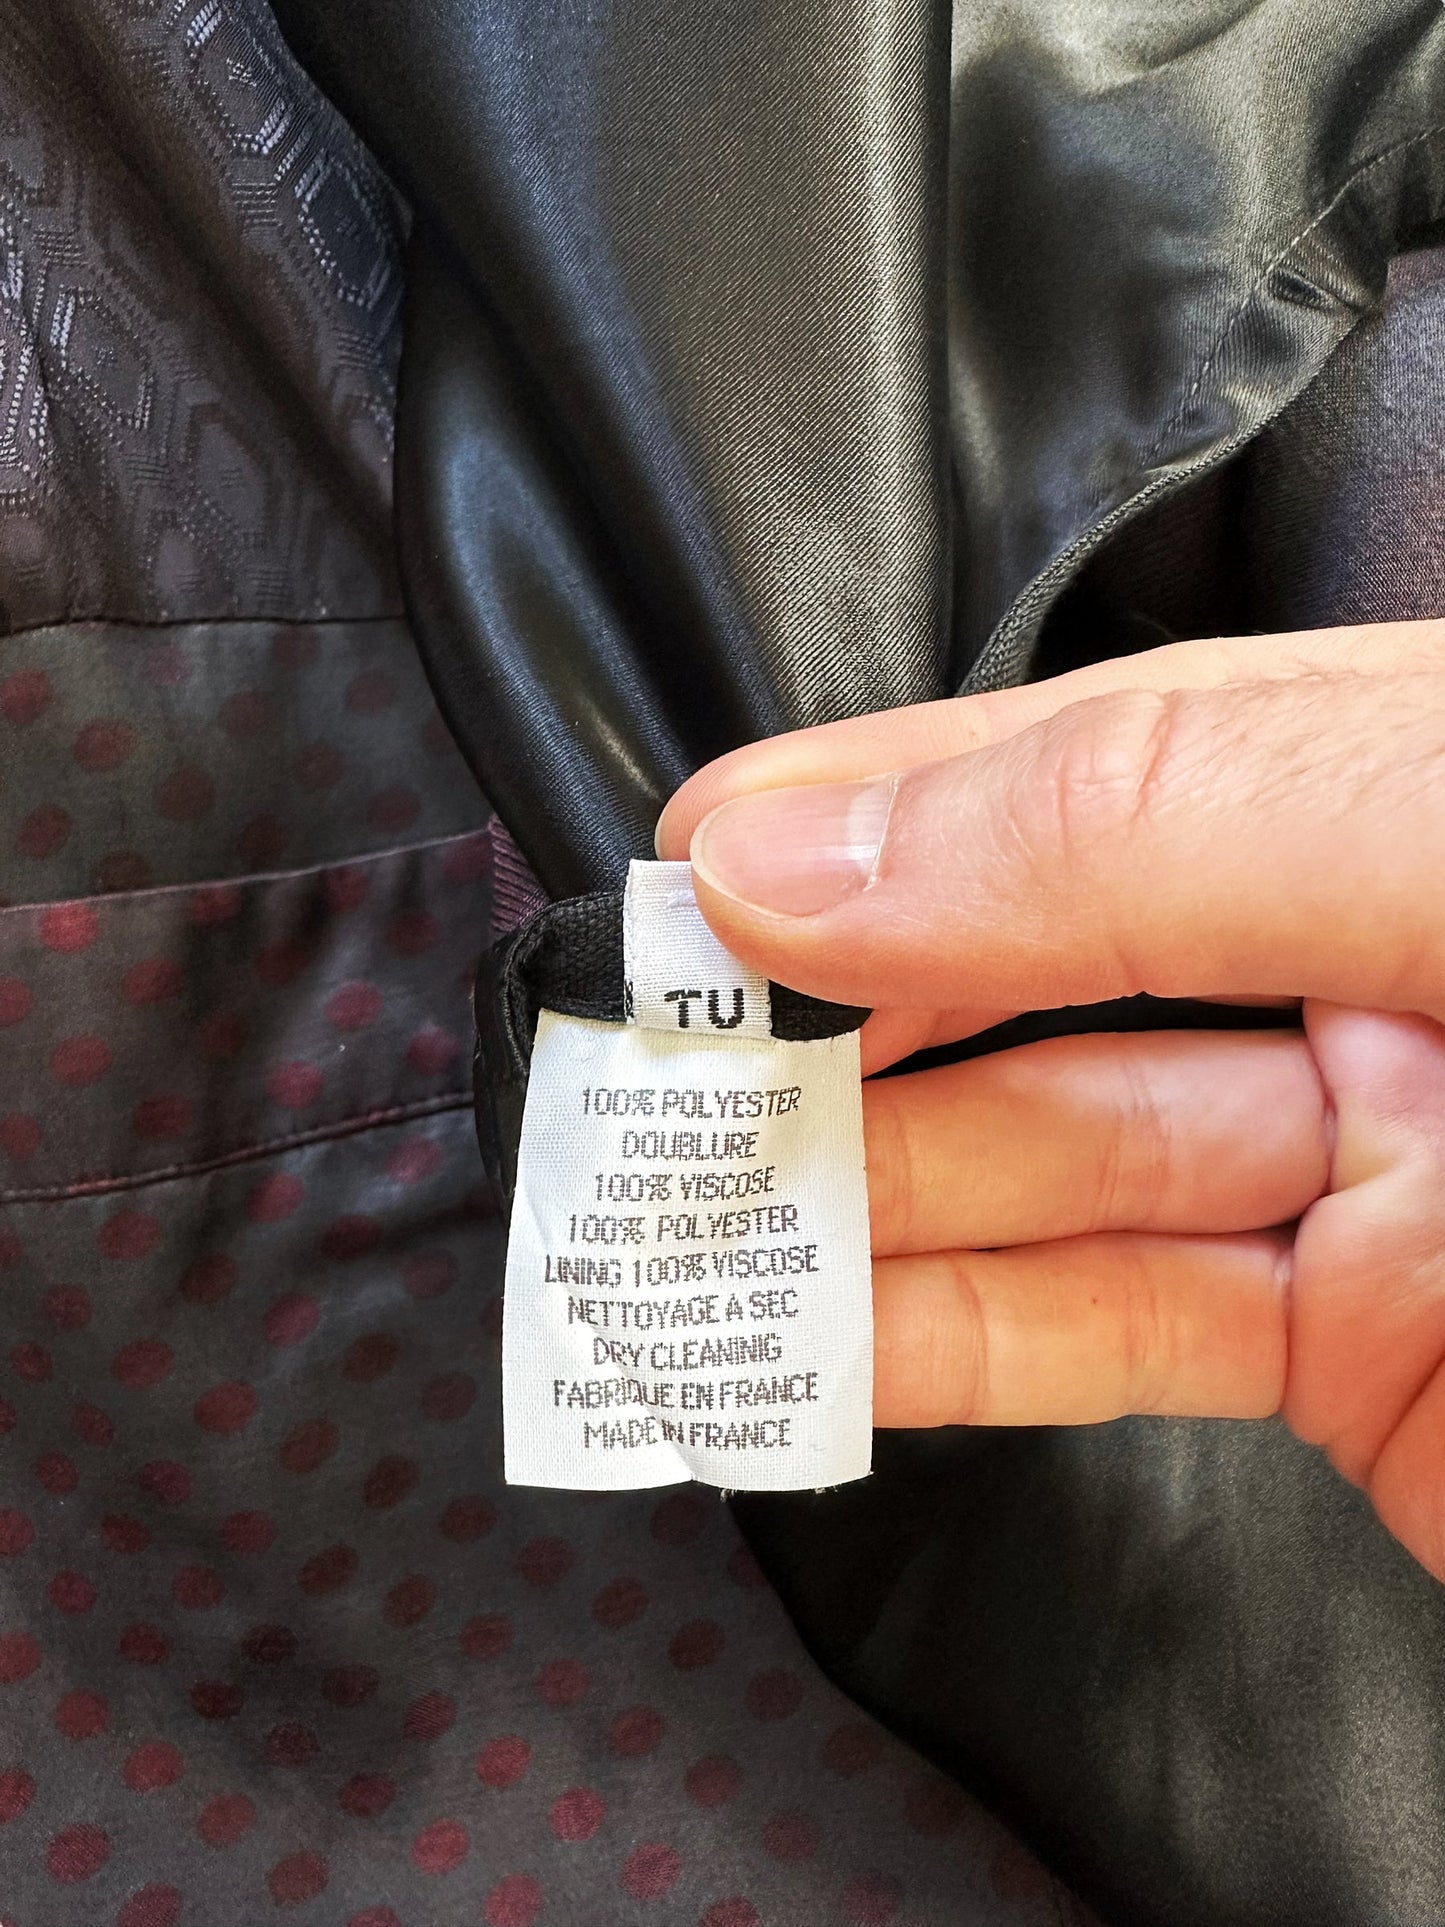 TU
100% POLYESTER
DOUBLURE
100% VISCOSE
100% POLYESTER
LINING 100% VISCOSE
NETTOYAGE A SEC
DRY CLEANING
FABRIQUE EN FRANCE
MADE IN FRANCE